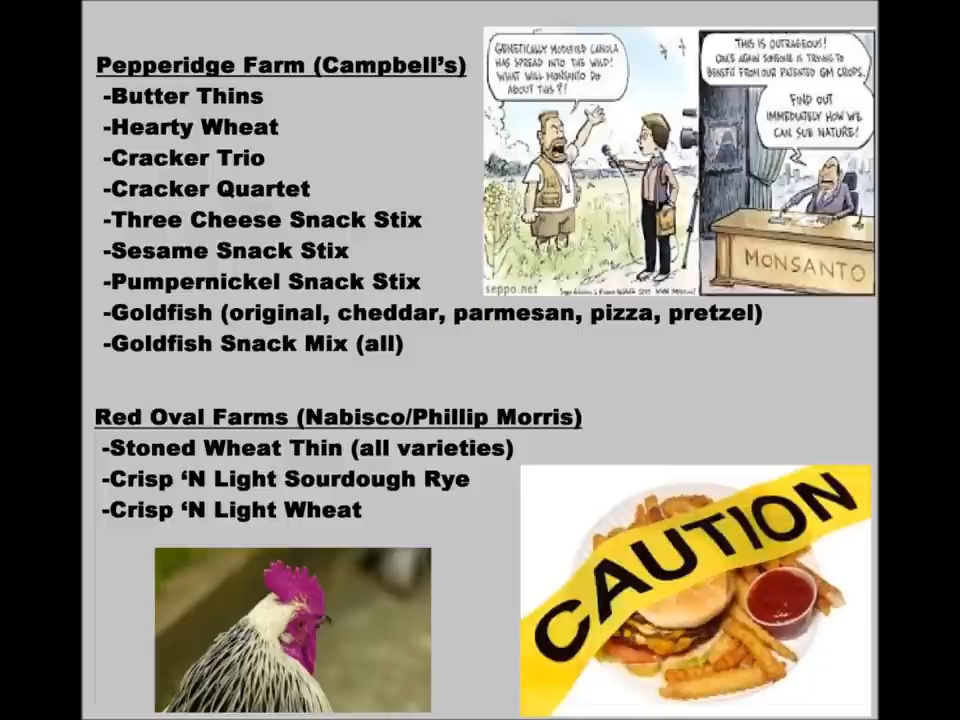 Pepperidge Farm (Campbell's)
-Butter Thins
-Hearty Wheat
-Cracker Trio
-Cracker Quartet
-Three Cheese Snack Stix
-Sesame Snack Stix
-Pumpernickel Snack Stix
-Goldfish (original, cheddar, parmesan, pizza, pretzel)
-Goldfish Snack Mix (all)
GENETICALLY MODIFIED CANOLA
HAS SPREAD INTO THE WILD!
WHAT WILL MONSANTO DO
ABOUT THIS?!
THIS IS OUTRAGEOUS!
ONCE AGAIN SOMEONE IS TRYING TO
BENEFIT FROM OUR PATENTED GM CROPS.
FIND OUT
IMMEDIATELY HOW WE
CAN SUE NATURE!
MONSANTO
seppo.net
Red Oval Farms (Nabisco/Phillip Morris)
-Stoned Wheat Thin (all varieties)
-Crisp ‘N Light Sourdough Rye
-Crisp ‘N Light Wheat
CAUTION